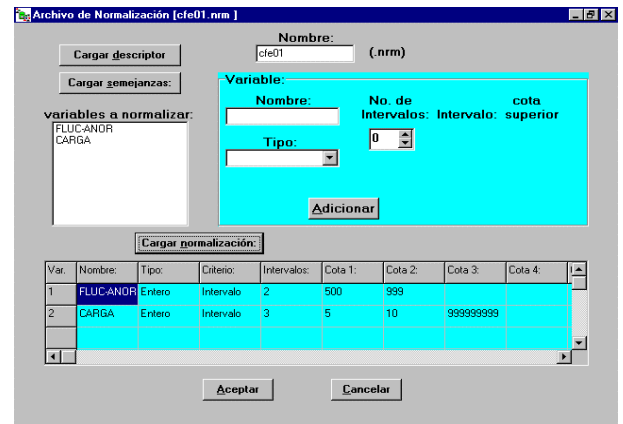 Archivo de Normalización [cfe01.nrm ]
Nombre:
Cargar descriptor
cfe01 (.nrm)
Cargar semejanzas:
Variable:
Nombre: No. de Intervalos: Intervalo: cota superior
variables a normalizar:
FLUC-ANOR
CARGA
Tipo:
0
Adicionar
Cargar normalización:
Var. Nombre: Tipo: Criterio: Intervalos: Cota 1: Cota 2: Cota 3: Cota 4:
1 FLUC-ANOR Entero Intervalo 2 500 999
2 CARGA Entero Intervalo 3 5 10 999999999
Aceptar Cancelar